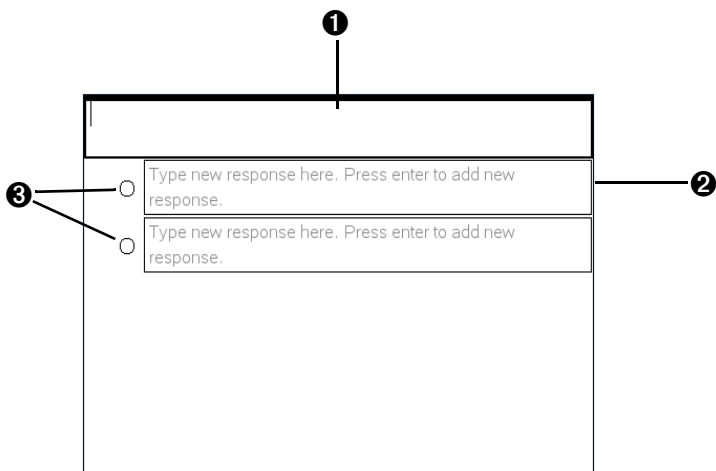 ❶
Type new response here. Press enter to add new
response.
❷
❸
Type new response here. Press enter to add new
response.